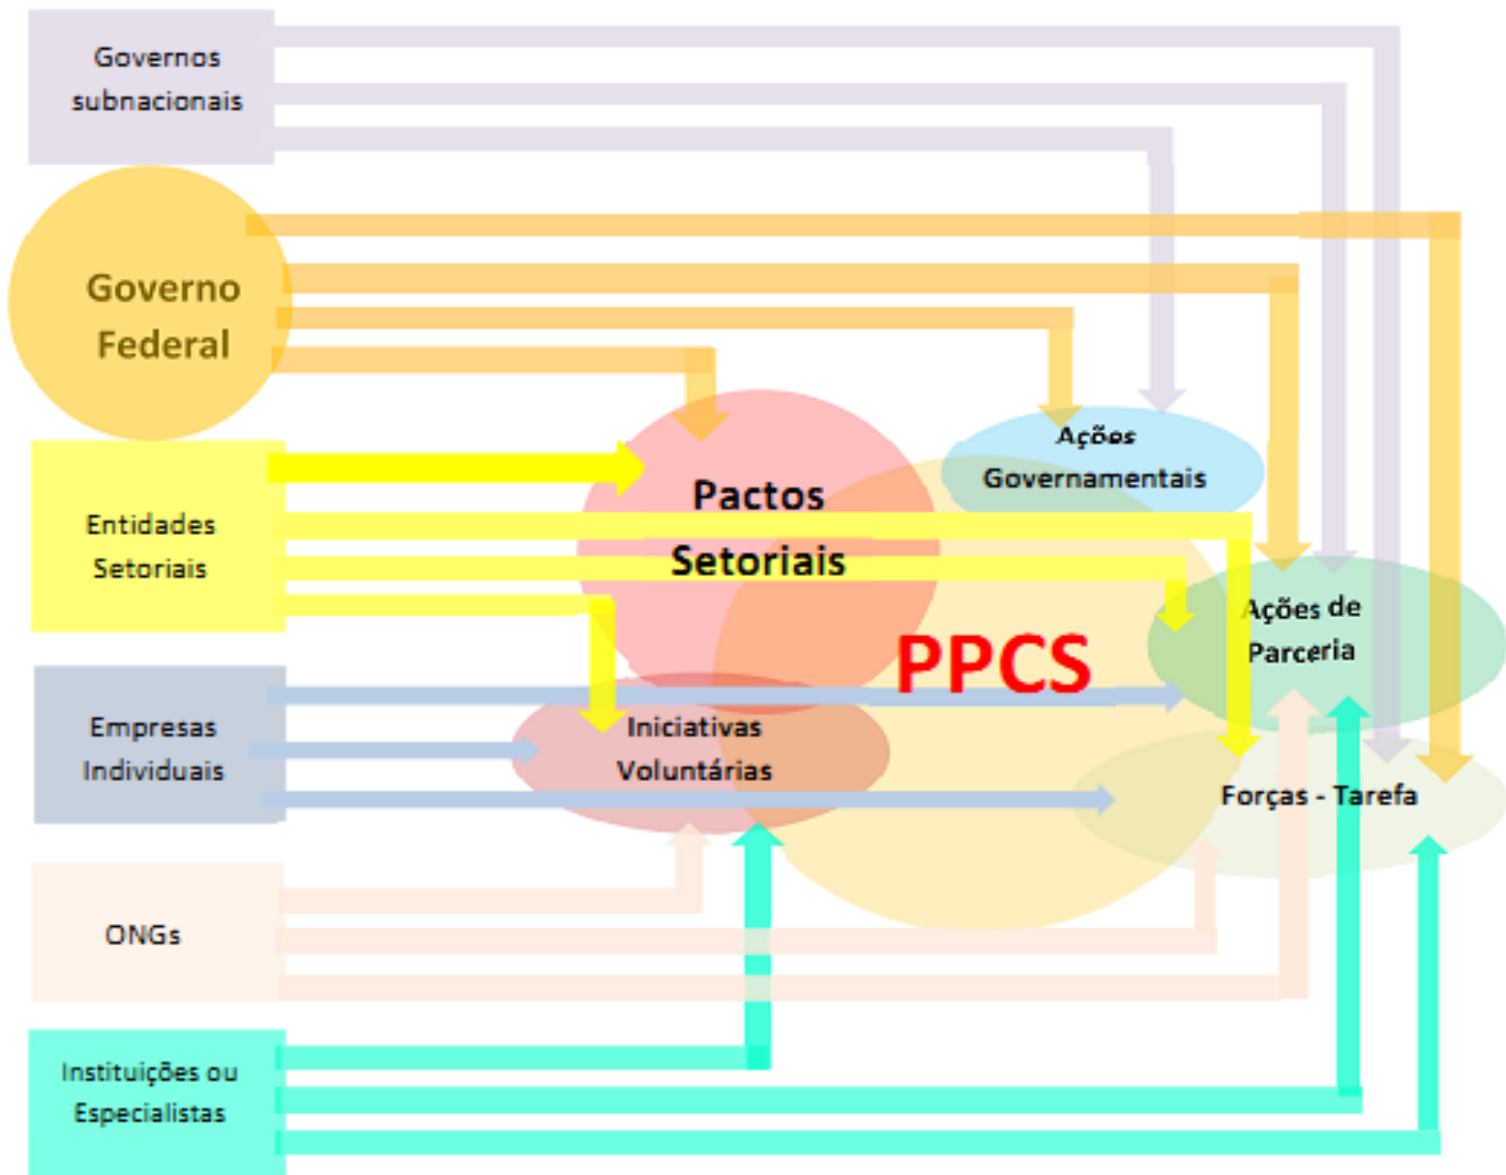 Governos
subnacionais
Governo
Federal
Entidades
Setoriais
Empresas
Individuais
ONGs
Instituições ou
Especialistas
Pactos
Setoriais
Ações
Governamentais
PPCS
Ações de
Parceria
Iniciativas
Voluntárias
Forças - Tarefa